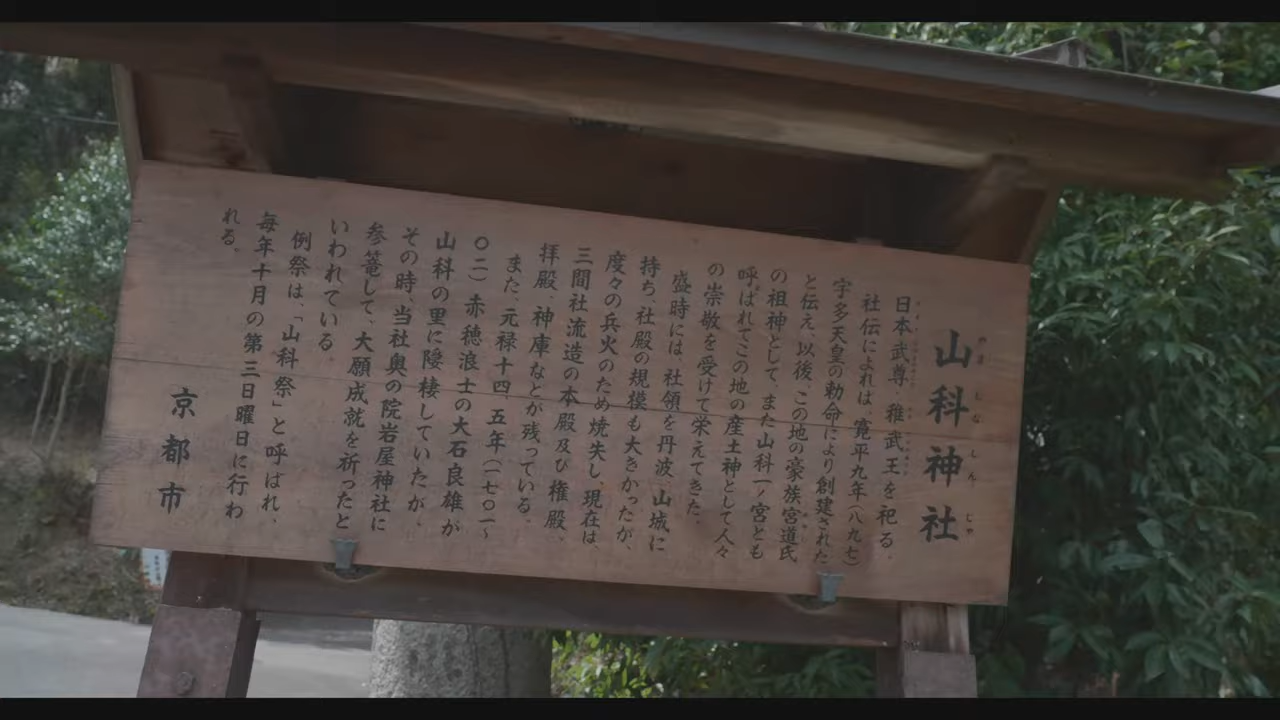 山科神社
日本武尊、稚武王を祀る。
社伝によれば、寛平九年(八九七)
宇多天皇の勅命により創建された
と伝え、以後、この地の豪族宮道氏
の祖神として、また山科一ノ宮とも
呼ばれてこの地の産土神として人々
の崇敬を受けて栄えてきた。
盛時には、社領を丹波、山城に
持ち、社殿の規模も大きかったが、
度々の兵火のため焼失し、現在は、
三間社流造の本殿及び権殿、
拝殿、神庫などが残っている。
また、元禄十四、五年(一七〇一〜
〇二)赤穂浪士の大石良雄が
山科の里に隠棲していたが、
その時、当社奥の院岩屋神社に
参篭して、大願成就を祈ったと
いわれている。
例祭は、「山科祭」と呼ばれ、
毎年十月の第三日曜日に行わ
れる。
京都市